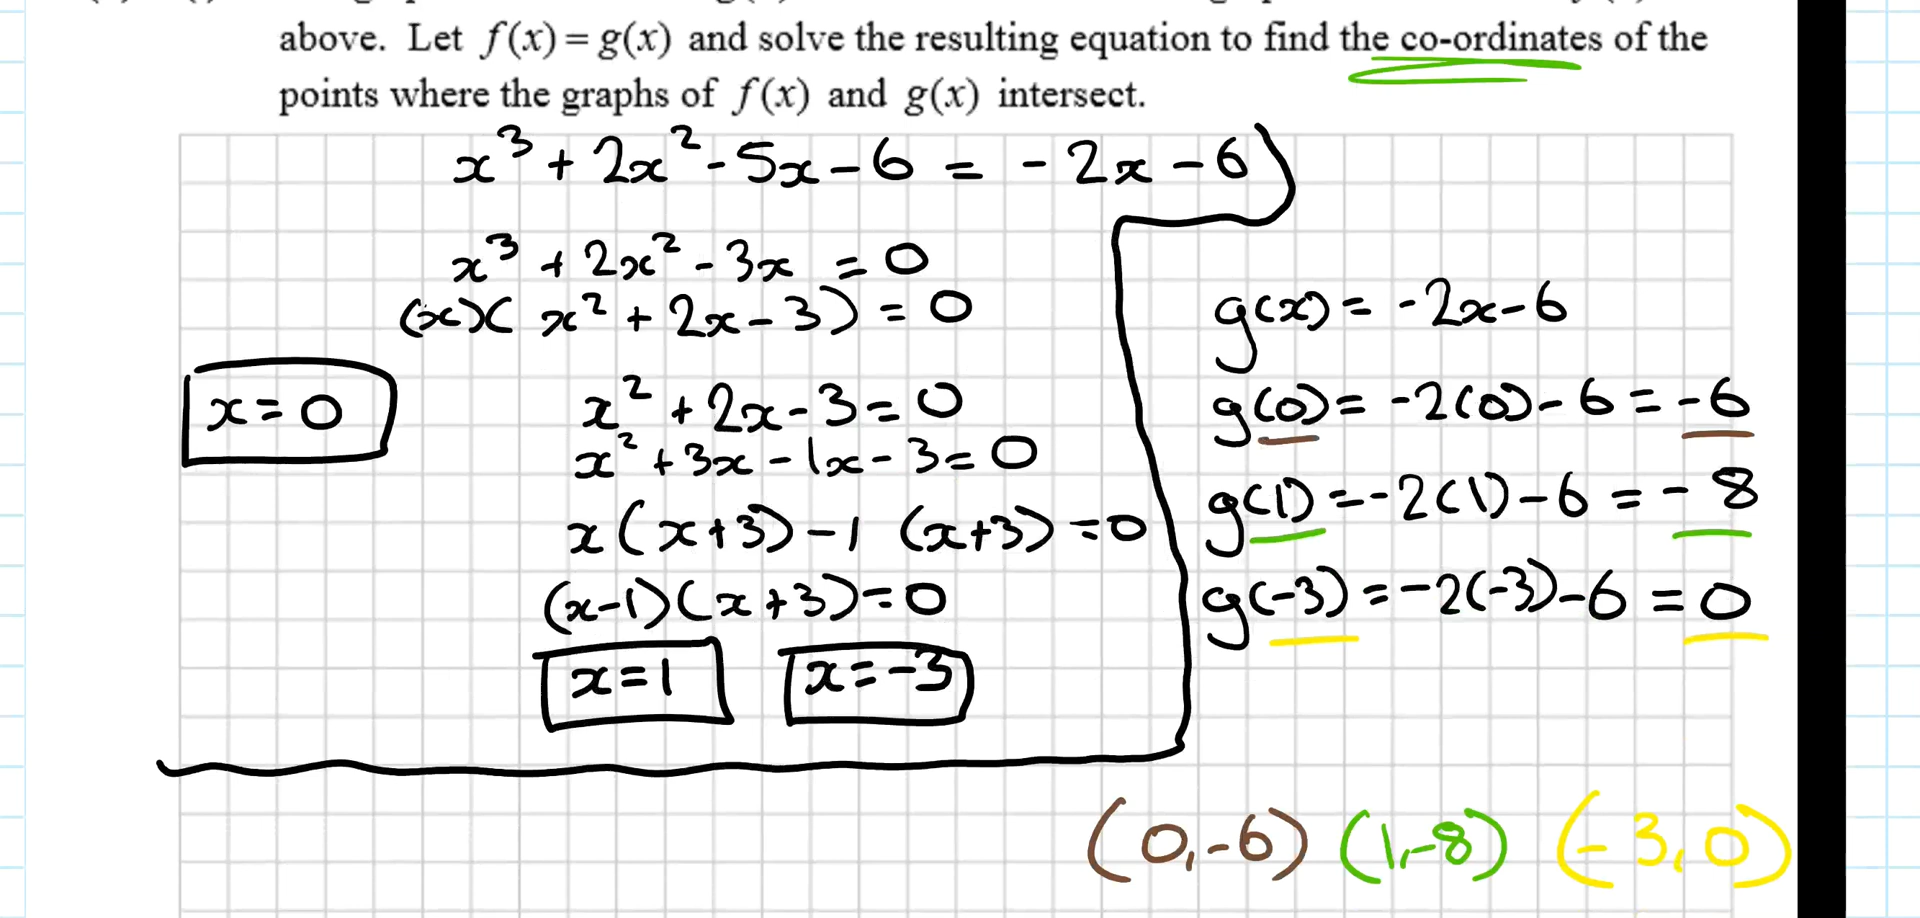 above. Let f(x) = g(x) and solve the resulting equation to find the co-ordinates of the
points where the graphs of f(x) and g(x) intersect.
x³ + 2x² - 5x - 6 = -2x - 6
x³ + 2x² - 3x = 0
(x)(x² + 2x - 3) = 0
x = 0
x² + 2x - 3 = 0
x² + 3x - 1x - 3 = 0
x(x+3) - 1(x+3) = 0
(x-1)(x+3) = 0
x = 1
x = -3
g(x) = -2x - 6
g(0) = -2(0) - 6 = -6
g(1) = -2(1) - 6 = -8
g(-3) = -2(-3) - 6 = 0
(0,-6) (1,-8) (-3,0)